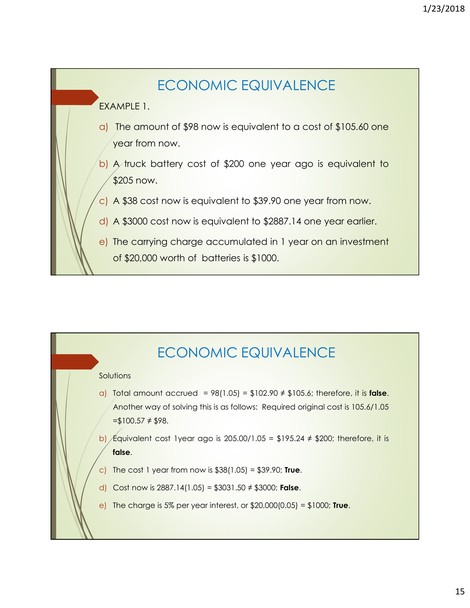 1/23/2018
ECONOMIC EQUIVALENCE
EXAMPLE 1.
a) The amount of $98 now is equivalent to a cost of $105.60 one
year from now.
b) A truck battery cost of $200 one year ago is equivalent to
$205 now.
c) A $38 cost now is equivalent to $39.90 one year from now.
d) A $3000 cost now is equivalent to $2887.14 one year earlier.
e) The carrying charge accumulated in 1 year on an investment
of $20,000 worth of batteries is $1000.
ECONOMIC EQUIVALENCE
Solutions
a) Total amount accrued = 98(1.05) = $102.90 ≠ $105.6; therefore, it is false.
Another way of solving this is as follows: Required original cost is 105.6/1.05
=$100.57 ≠ $98.
b) Equivalent cost 1year ago is 205.00/1.05 = $195.24 ≠ $200; therefore, it is
false.
c) The cost 1 year from now is $38(1.05) = $39.90; True.
d) Cost now is 2887.14(1.05) = $3031.50 ≠ $3000; False.
e) The charge is 5% per year interest, or $20,000(0.05) = $1000; True.
15